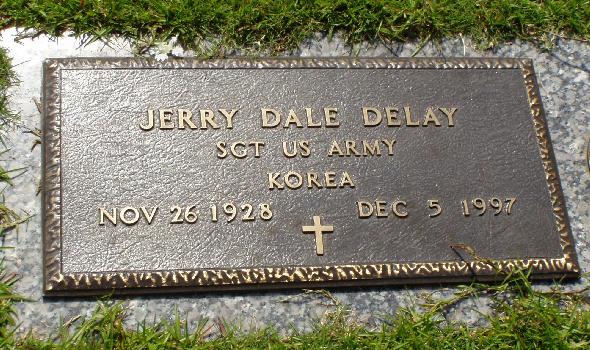 JERRY DALE DELAY
SGT US ARMY
KOREA
NOV 26 1928 DEC 5 1997